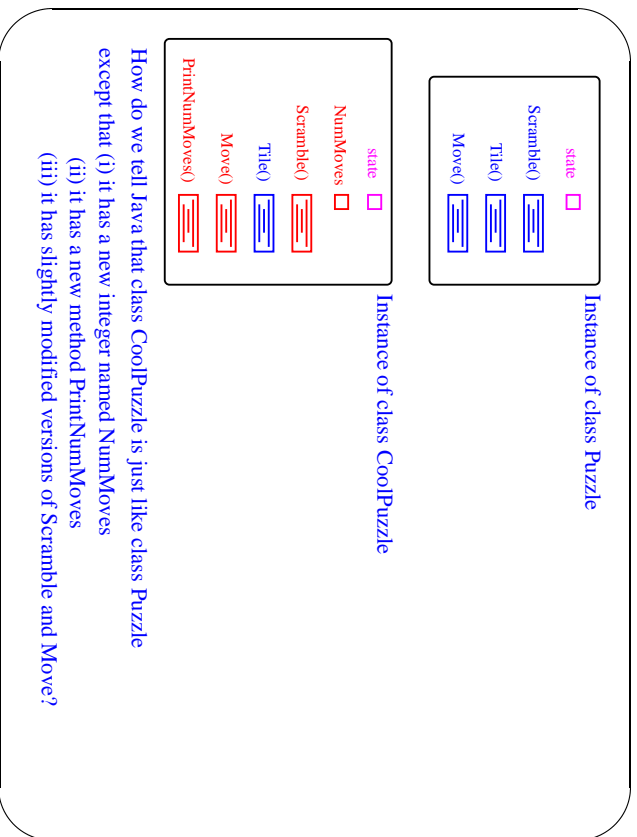 Instance of class Puzzle
state
Scramble()
Tile()
Move()
Instance of class CoolPuzzle
state
NumMoves
Scramble()
Tile()
Move()
PrintNumMoves()
How do we tell Java that class CoolPuzzle is just like class Puzzle
except that (i) it has a new integer named NumMoves
(ii) it has a new method PrintNumMoves
(iii) it has slightly modified versions of Scramble and Move?